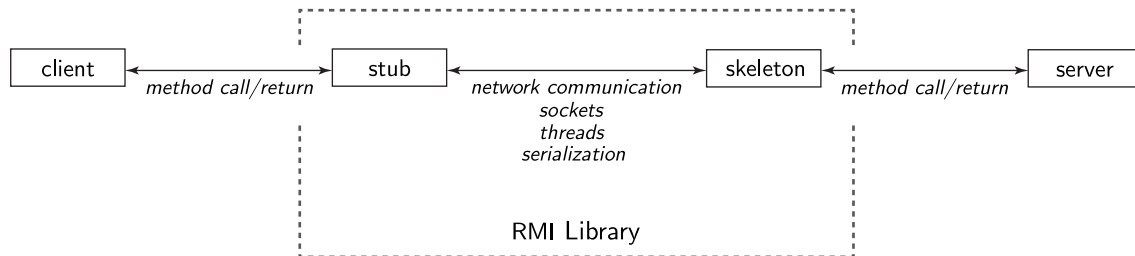 client
stub
skeleton
server
method call/return
network communication
method call/return
sockets
threads
serialization
RMI Library